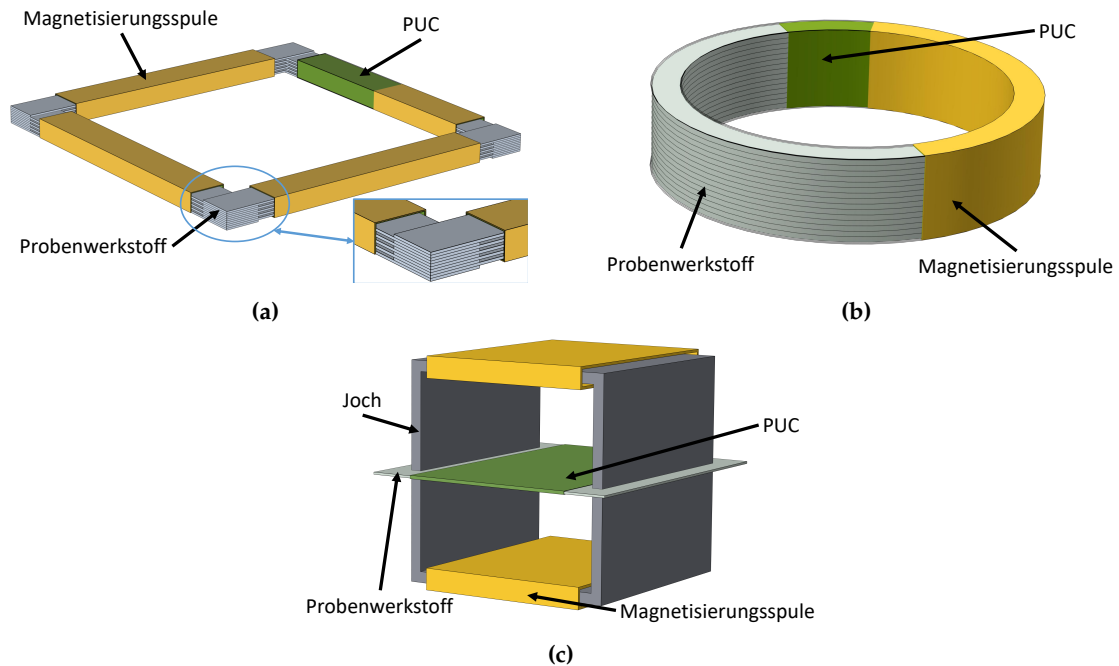 Magnetisierungsspule
PUC
Probenwerkstoff
(a)
PUC
Probenwerkstoff
Magnetisierungsspule
(b)
Joch
PUC
Probenwerkstoff
Magnetisierungsspule
(c)